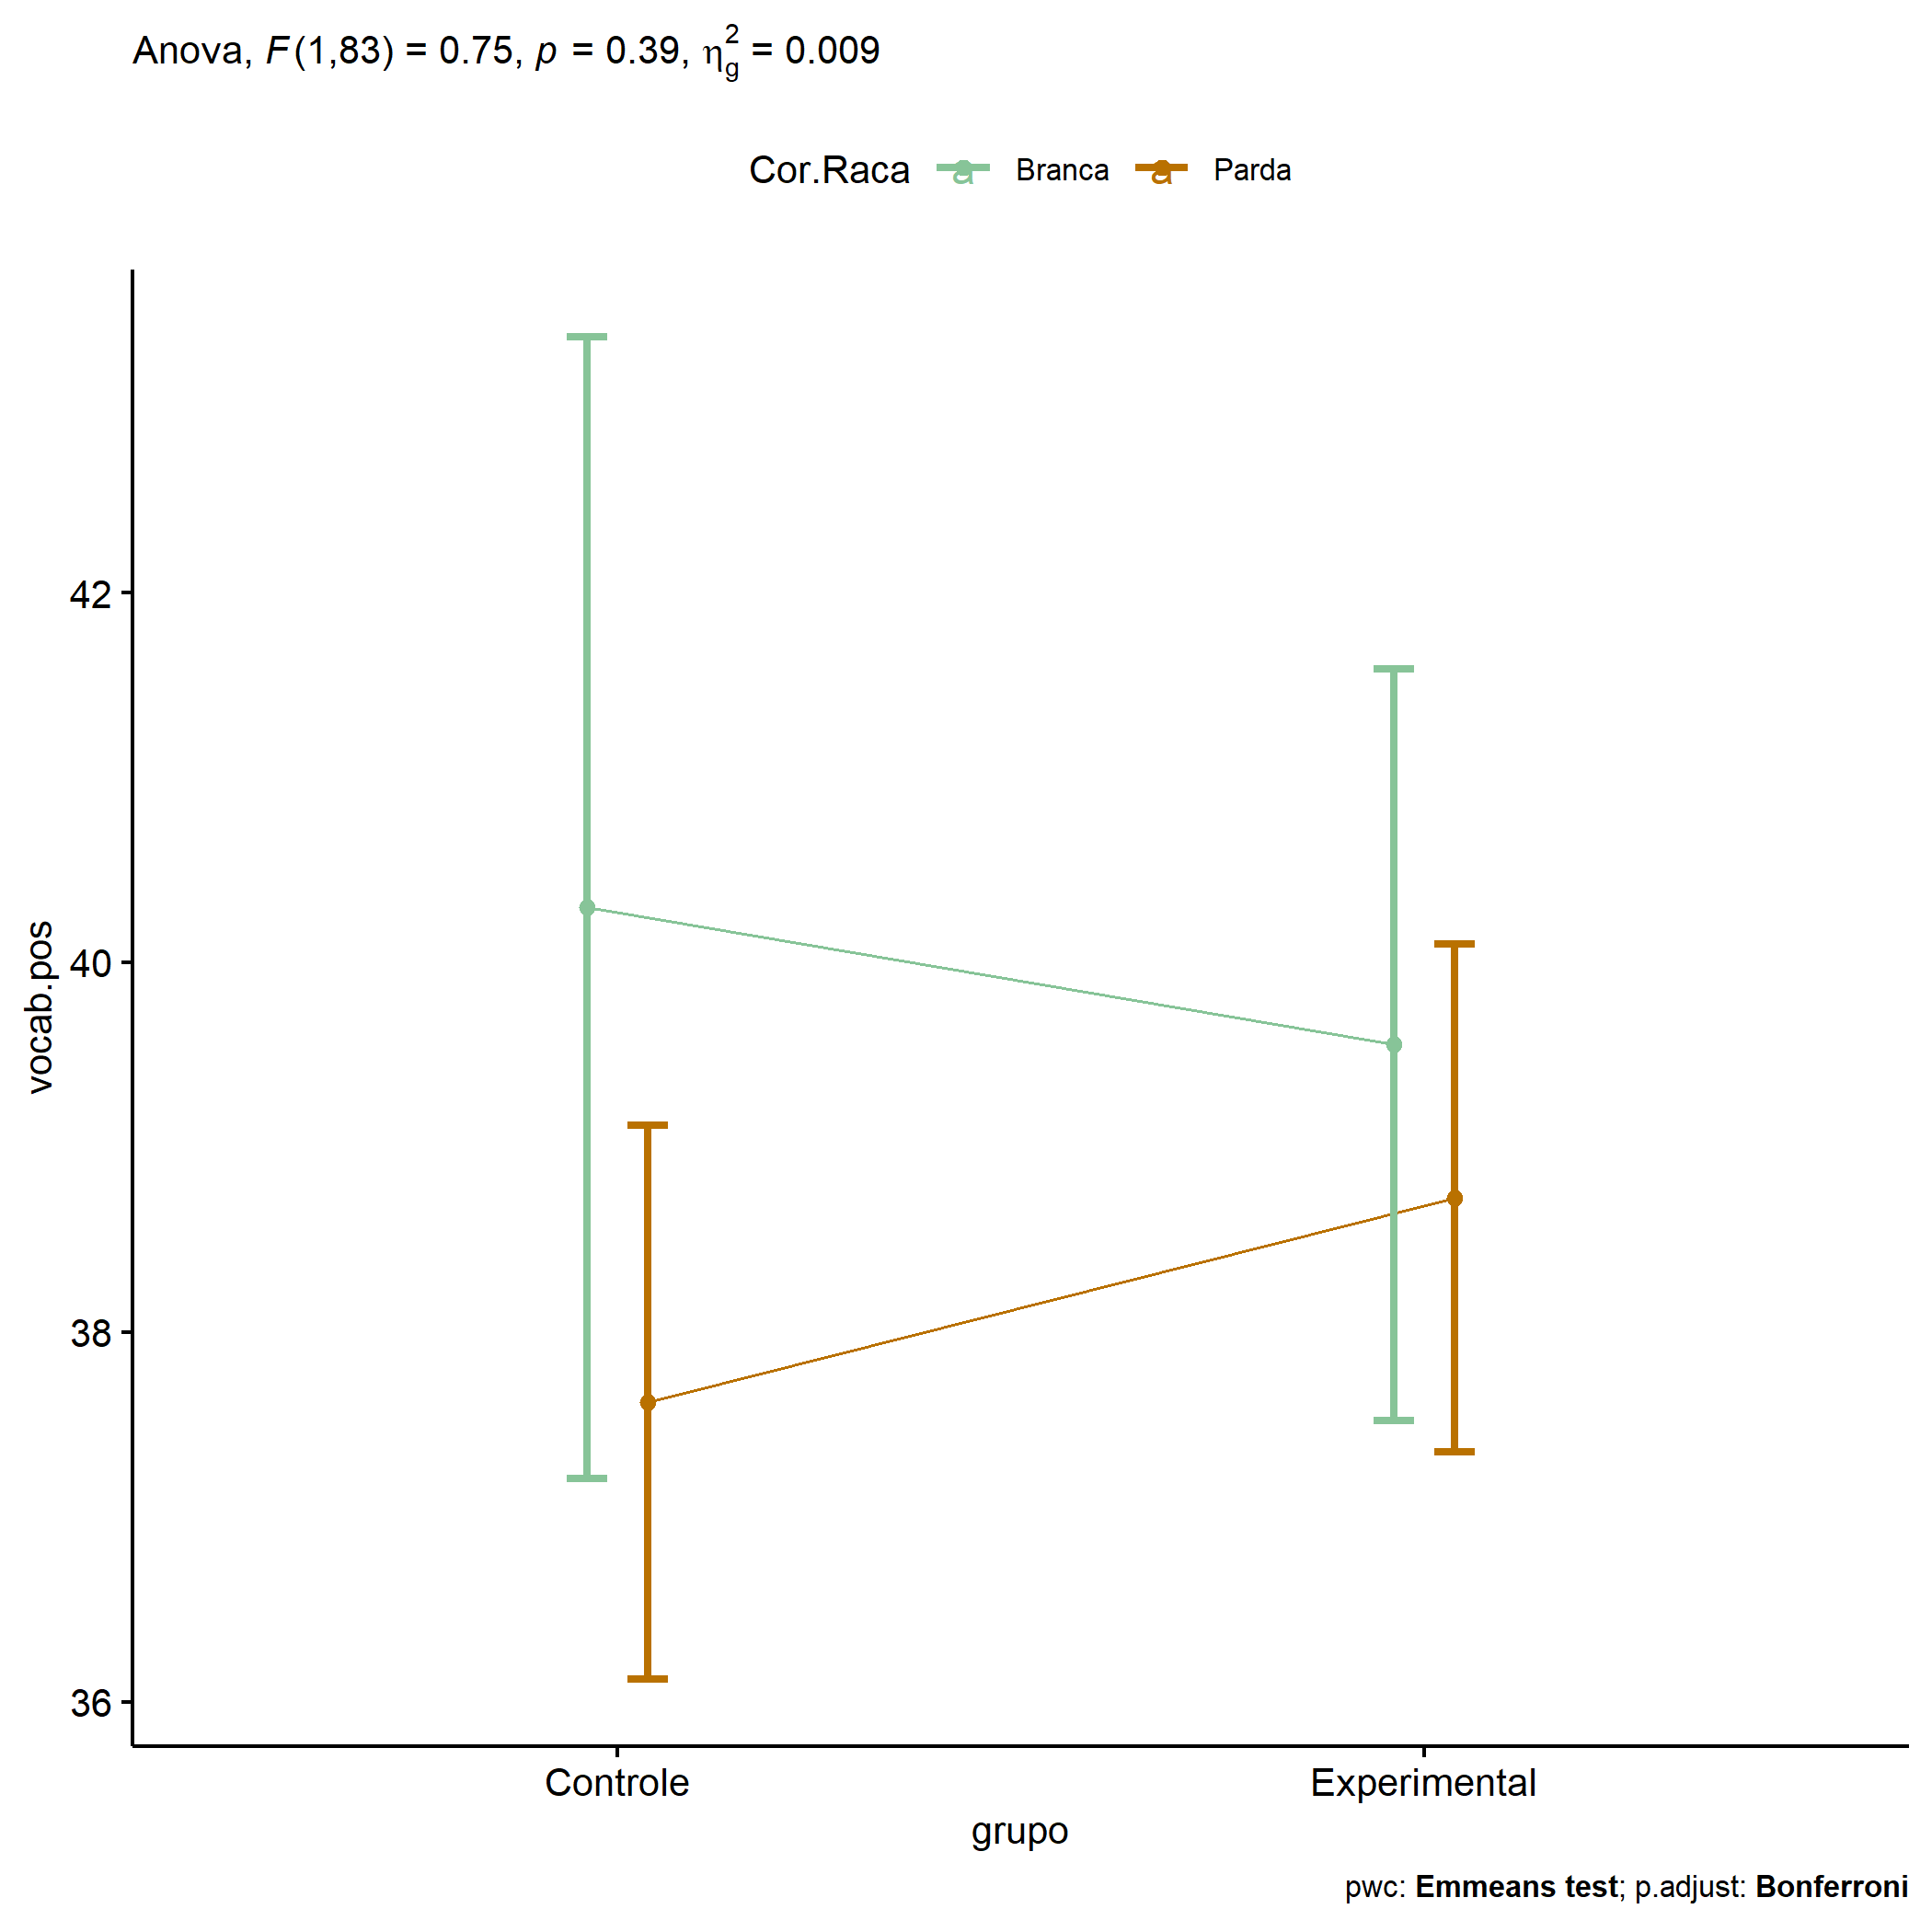 Anova, F(1,83) = 0.75, p = 0.39, η²g = 0.009
Cor.Raca a Branca a Parda
42
40
38
36
vocab.pos
Controle Experimental
grupo
pwc: Emmeans test; p.adjust: Bonferroni